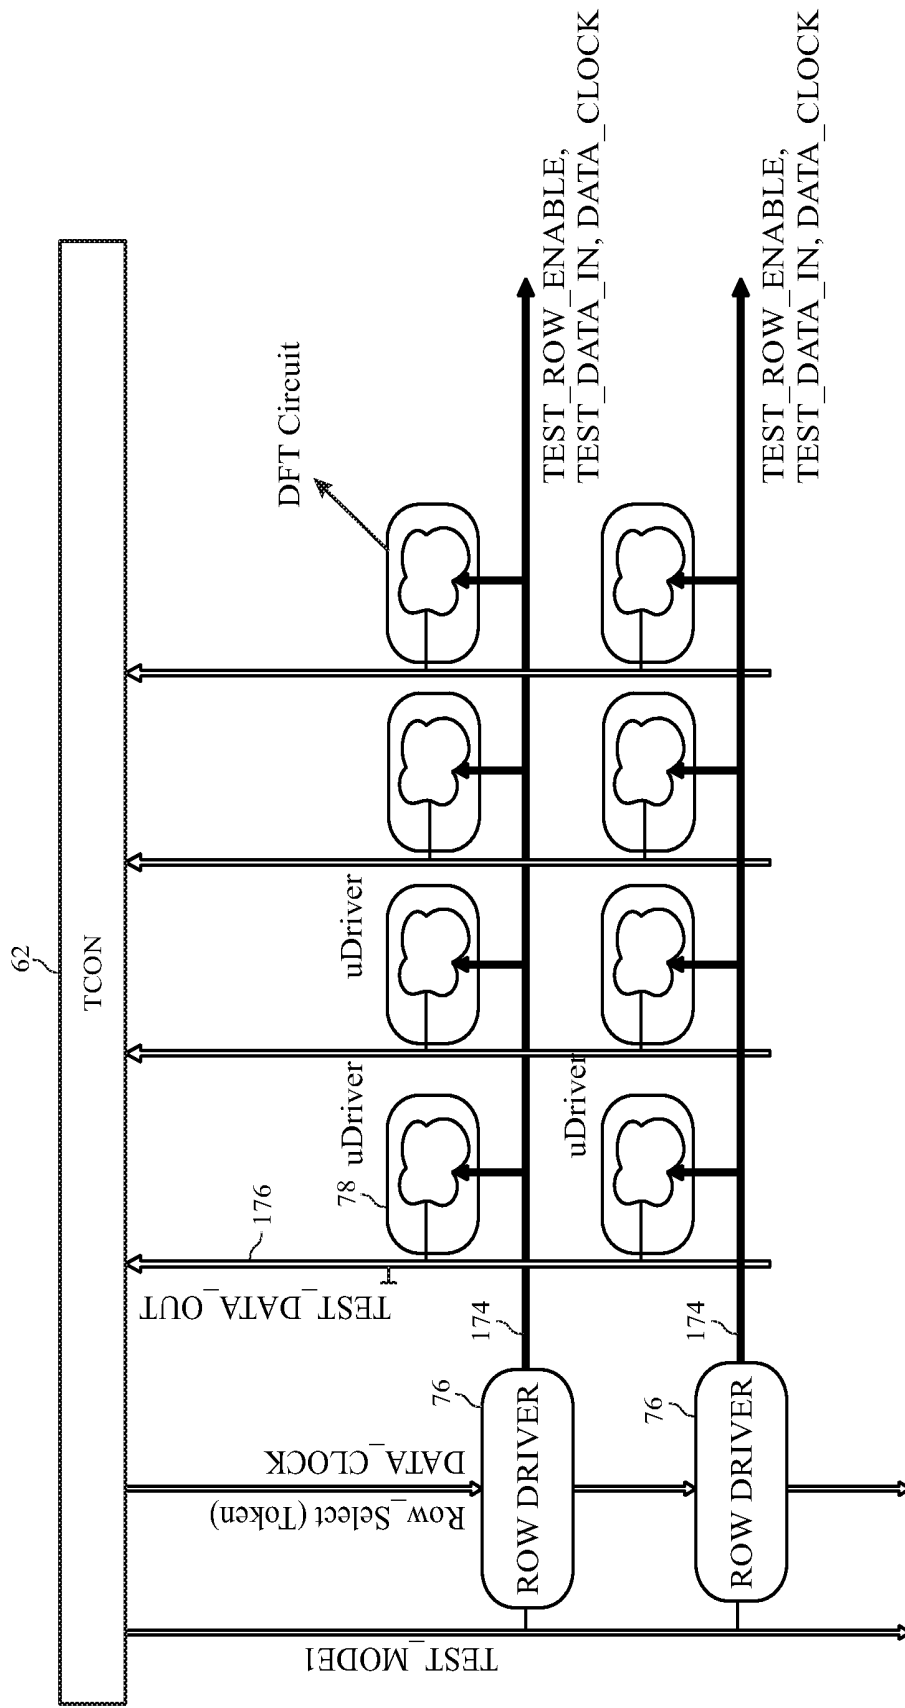 62
TCON
TEST_MODE1
Row_Select (Token)
DATA_CLOCK
TEST_DATA_OUT
176
78
uDriver
uDriver
DFT Circuit
76
ROW DRIVER
174
TEST_ROW_ENABLE,
TEST_DATA_IN, DATA_CLOCK
uDriver
76
ROW DRIVER
174
TEST_ROW_ENABLE,
TEST_DATA_IN, DATA_CLOCK